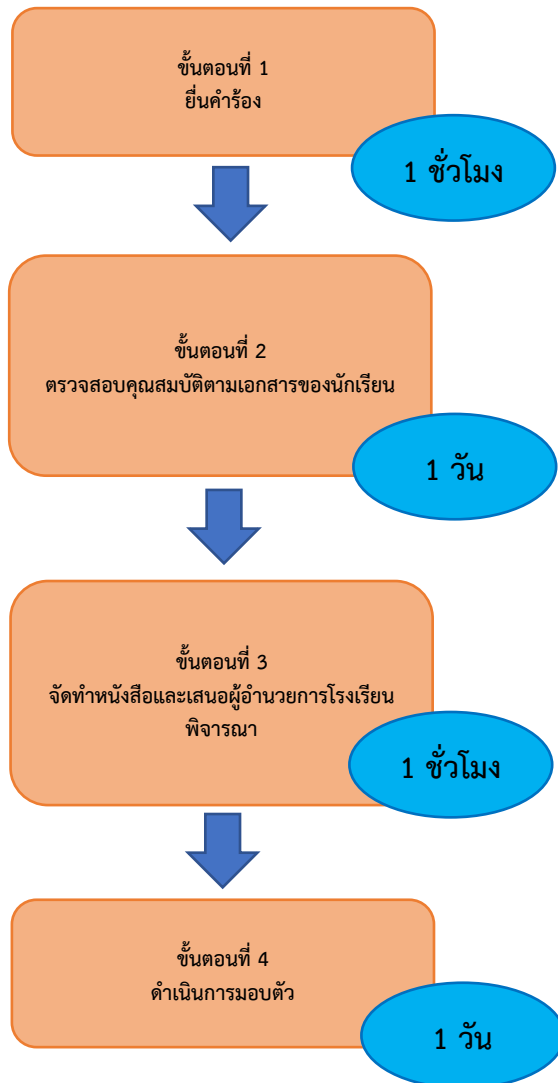 ขั้นตอนที่ 1
ยื่นคำร้อง
1 ชั่วโมง
ขั้นตอนที่ 2
ตรวจสอบคุณสมบัติตามเอกสารของนักเรียน
1 วัน
ขั้นตอนที่ 3
จัดทำหนังสือและเสนอผู้อำนวยการโรงเรียน
พิจารณา
1 ชั่วโมง
ขั้นตอนที่ 4
ดำเนินการมอบตัว
1 วัน